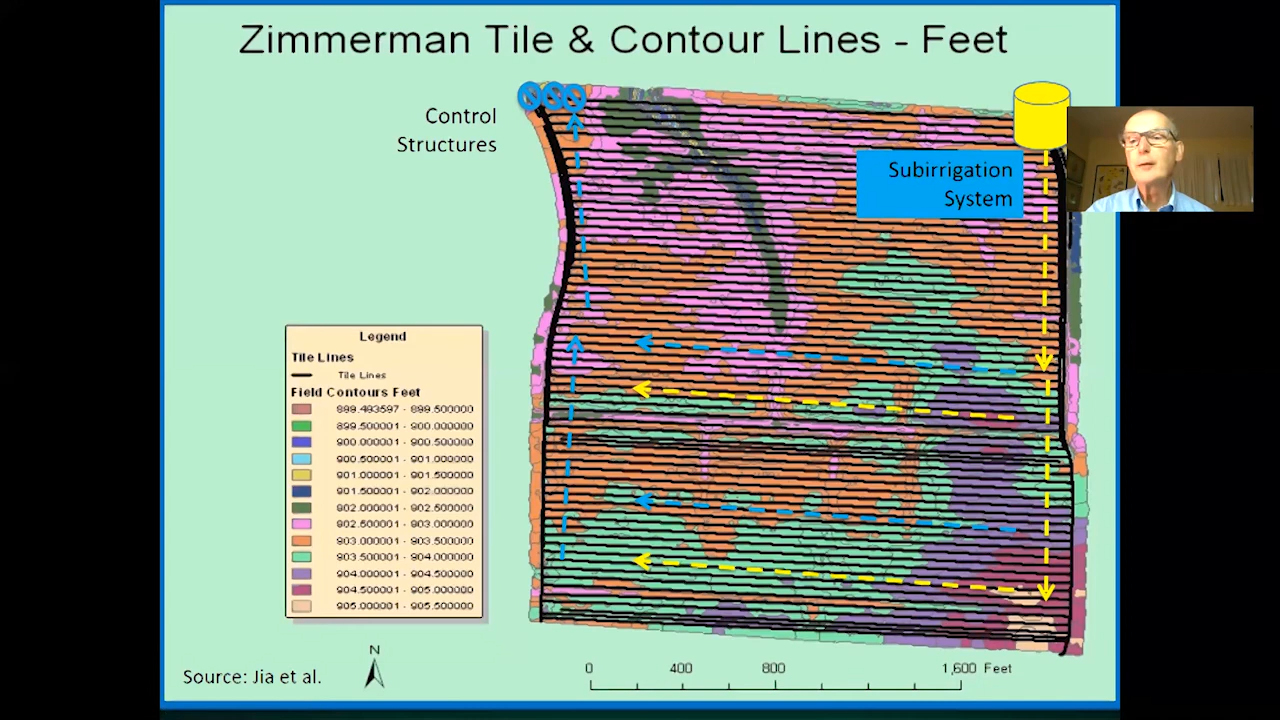 Zimmerman Tile & Contour Lines - Feet
Control
Structures
Subirrigation
System
Legend
Tile Lines
Tile Lines
Field Contours Feet
899.493597 - 899.500000
899.500001 - 900.000000
900.000001 - 900.500000
900.500001 - 901.000000
901.000001 - 901.500000
901.500001 - 902.000000
902.000001 - 902.500000
902.500001 - 903.000000
903.000001 - 903.500000
903.500001 - 904.000000
904.000001 - 904.500000
904.500001 - 905.000000
905.000001 - 905.500000
N
0 400 800 1,600 Feet
Source: Jia et al.